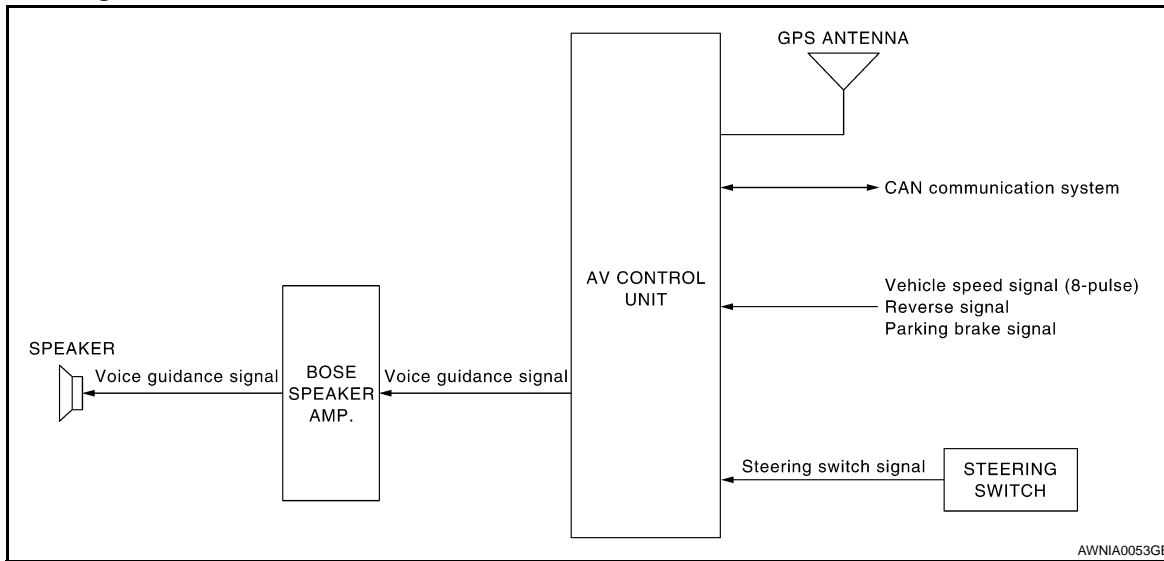 GPS ANTENNA
CAN communication system
AV CONTROL
UNIT
Vehicle speed signal (8-pulse)
Reverse signal
Parking brake signal
SPEAKER
Voice guidance signal
BOSE
SPEAKER
AMP.
Voice guidance signal
Steering switch signal
STEERING
SWITCH